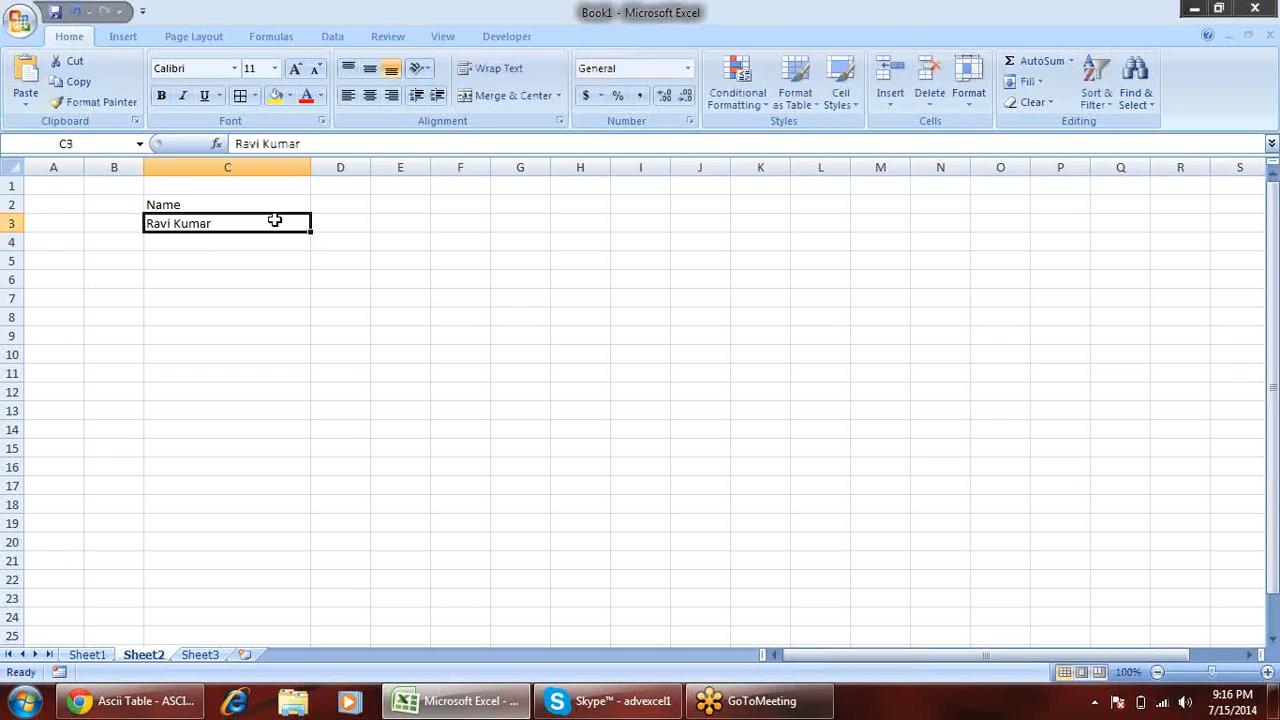 Book1 - Microsoft Excel
Home Insert Page Layout Formulas Data Review View Developer
Paste Cut Copy Format Painter Clipboard
Calibri 11 B I U A A A Font
Wrap Text Merge & Center Alignment
General $ % , Number
Conditional Formatting Format as Table Cell Styles Styles
Insert Delete Format Cells
Σ AutoSum Fill Clear Sort & Filter Find & Select Editing
C3 fx Ravi Kumar
A B C D E F G H I J K L M N O P Q R S
1
2 Name
3 Ravi Kumar
4
5
6
7
8
9
10
11
12
13
14
15
16
17
18
19
20
21
22
23
24
25
Sheet1 Sheet2 Sheet3
Ready 100%
Ascii Table - ASCI... Microsoft Excel - ... Skype™ - advexcel1 GoToMeeting 9:16 PM
7/15/2014